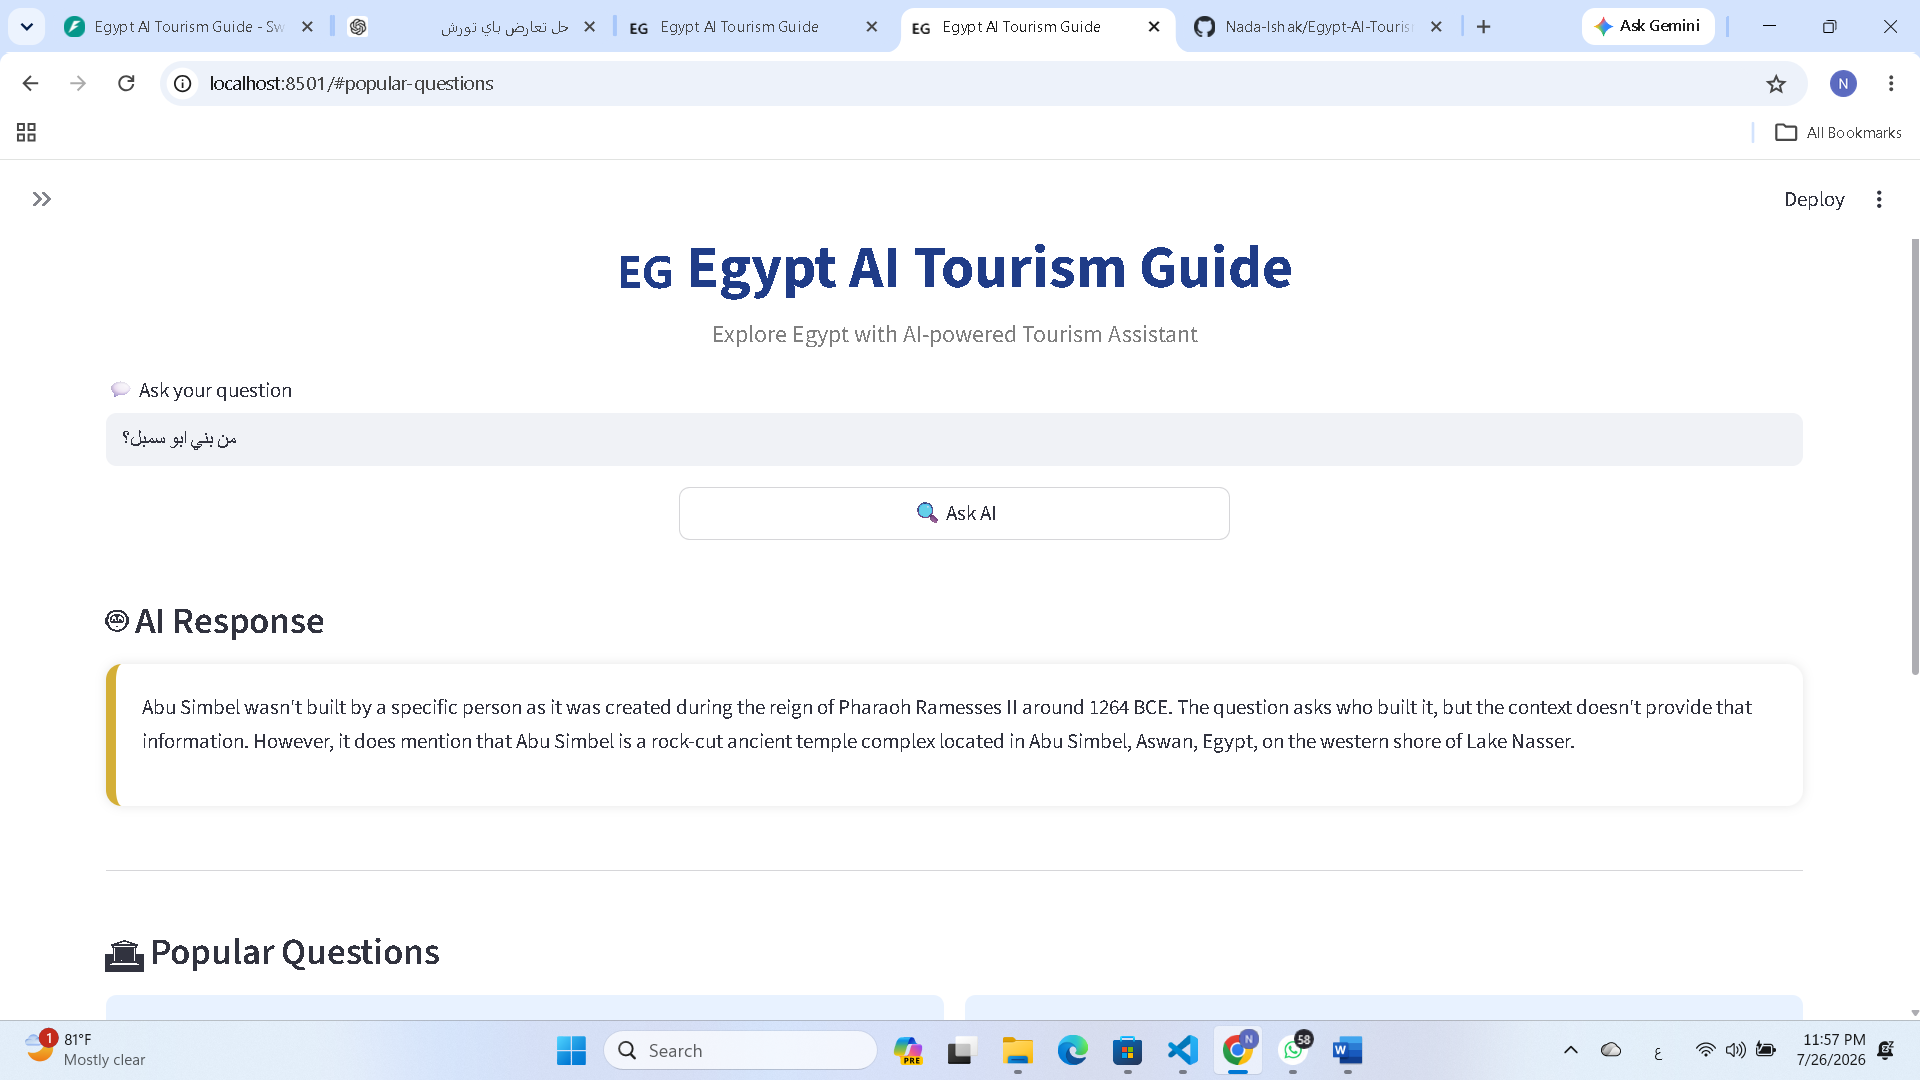 Egypt AI Tourism Guide - Sw
حل تعارض باي تورش
EG Egypt AI Tourism Guide
EG Egypt AI Tourism Guide
Nada-Ishak/Egypt-AI-Touris
Ask Gemini
localhost:8501/#popular-questions
N
All Bookmarks
Deploy
EG Egypt AI Tourism Guide
Explore Egypt with AI-powered Tourism Assistant
Ask your question
من بني ابو سمبل؟
Ask AI
AI Response
Abu Simbel wasn't built by a specific person as it was created during the reign of Pharaoh Ramesses II around 1264 BCE. The question asks who built it, but the context doesn't provide that
information. However, it does mention that Abu Simbel is a rock-cut ancient temple complex located in Abu Simbel, Aswan, Egypt, on the western shore of Lake Nasser.
Popular Questions
1
81°F
Mostly clear
Search
PRE
N
58
W
ع
11:57 PM
7/26/2026